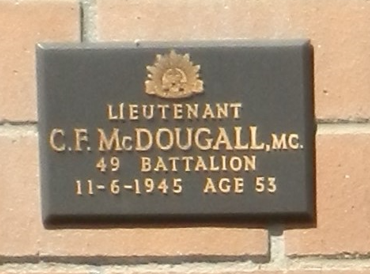 LIEUTENANT
C.F. McDOUGALL, MC.
49 BATTALION
11-6-1945 AGE 53